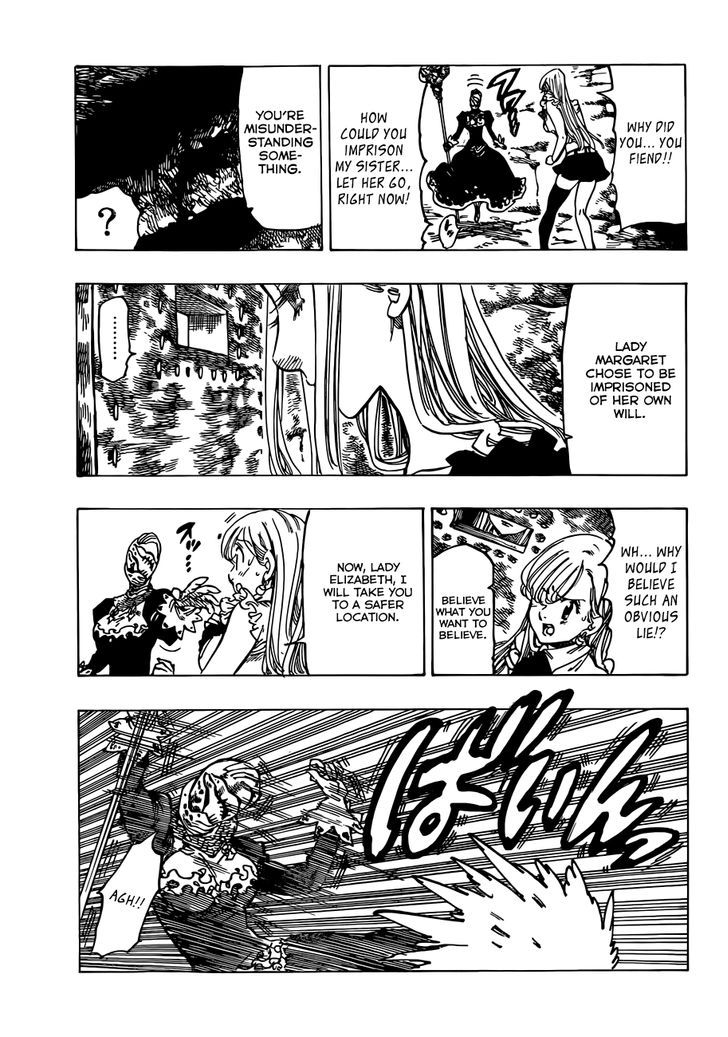 WHY DID
YOU... YOU
FIEND!!
HOW
COULD YOU
IMPRISON
MY SISTER...
LET HER GO,
RIGHT NOW!
YOU'RE
MISUNDER-
STANDING
SOME-
THING.
?
LADY
MARGARET
CHOSE TO BE
IMPRISONED
OF HER OWN
WILL.
........
WH... WHY
WOULD I
BELIEVE
SUCH AN
OBVIOUS
LIE!?
BELIEVE
WHAT YOU
WANT TO
BELIEVE.
NOW, LADY
ELIZABETH, I
WILL TAKE YOU
TO A SAFER
LOCATION.
ばいんっ
AGH!!